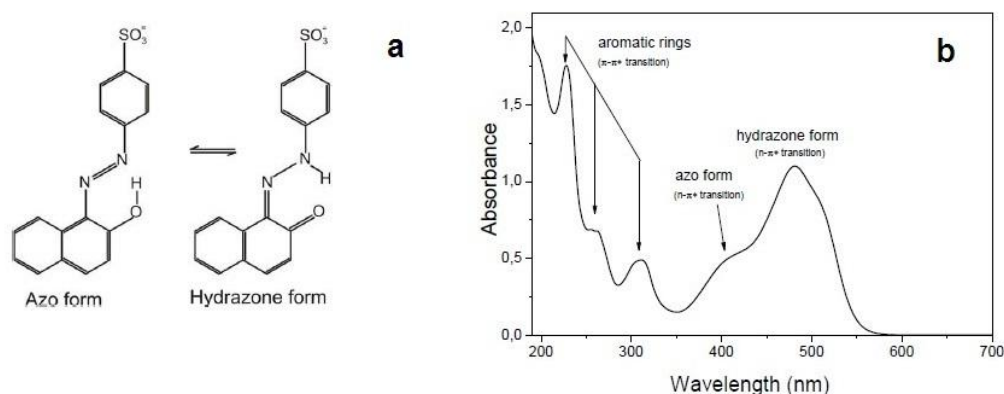 a
SO₃⁻
N
N
H
O
Azo form
SO₃⁻
N
N
H
O
Hydrazone form
b
Absorbance
2,0
1,5
1,0
0,5
0,0
aromatic rings
(π-π+ transition)
hydrazone form
(n-π+ transition)
azo form
(n-π+ transition)
200 300 400 500 600 700
Wavelength (nm)